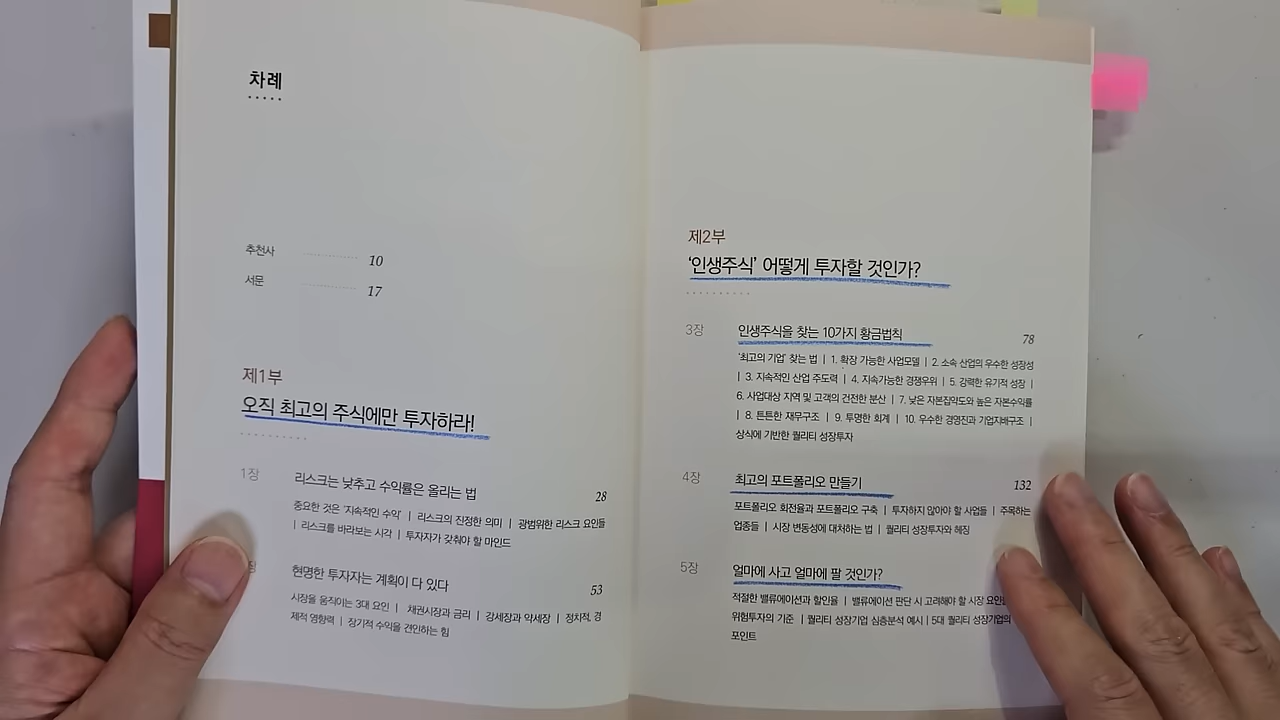 차례
추천사 10
서문 17
제1부
오직 최고의 주식에만 투자하라!
1장 리스크는 낮추고 수익률은 올리는 법 28
중요한 것은 '지속적인 수익' | 리스크의 진정한 의미 | 광범위한 리스크 요인들
| 리스크를 바라보는 시각 | 투자자가 갖춰야 할 마인드
장 현명한 투자자는 계획이 다 있다 53
시장을 움직이는 3대 요인 | 채권시장과 금리 | 강세장과 약세장 | 정치적, 경
제적 영향력 | 장기적 수익을 견인하는 힘
제2부
'인생주식' 어떻게 투자할 것인가?
3장 인생주식을 찾는 10가지 황금법칙 78
'최고의 기업' 찾는 법 | 1. 확장 가능한 사업모델 | 2. 소속 산업의 우수한 성장성
| 3. 지속적인 산업 주도력 | 4. 지속가능한 경쟁우위 | 5. 강력한 유기적 성장 |
6. 사업대상 지역 및 고객의 건전한 분산 | 7. 낮은 자본집약도와 높은 자본수익률
| 8. 튼튼한 재무구조 | 9. 투명한 회계 | 10. 우수한 경영진과 기업지배구조 |
상식에 기반한 퀄리티 성장투자
4장 최고의 포트폴리오 만들기 132
포트폴리오 회전율과 포트폴리오 구축 | 투자하지 않아야 할 사업들 | 주목하는
업종들 | 시장 변동성에 대처하는 법 | 퀄리티 성장투자와 헤징
5장 얼마에 사고 얼마에 팔 것인가?
적절한 밸류에이션과 할인율 | 밸류에이션 판단 시 고려해야 할 시장 요인
위험투자의 기준 | 퀄리티 성장기업 심층분석 예시 | 5대 퀄리티 성장기업의
포인트